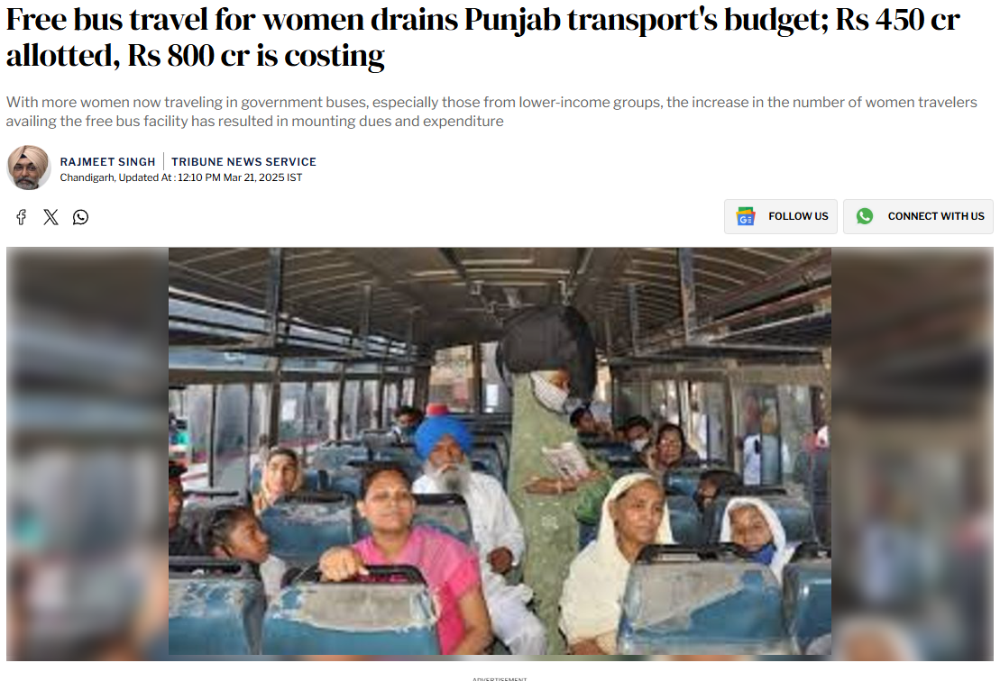 Free bus travel for women drains Punjab transport's budget; Rs 450 cr
allotted, Rs 800 cr is costing
With more women now traveling in government buses, especially those from lower-income groups, the increase in the number of women travelers
availing the free bus facility has resulted in mounting dues and expenditure
RAJMEET SINGH | TRIBUNE NEWS SERVICE
Chandigarh, Updated At : 12:10 PM Mar 21, 2025 IST
GE FOLLOW US
CONNECT WITH US
ADVERTISEMENT